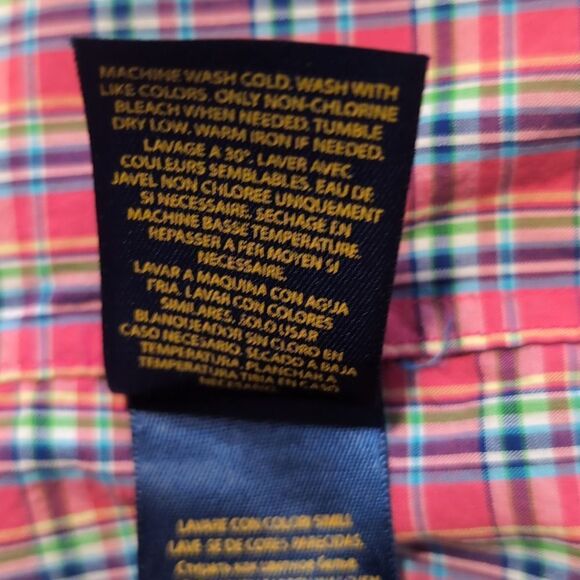 MACHINE WASH COLD. WASH WITH
LIKE COLORS. ONLY NON-CHLORINE
BLEACH WHEN NEEDED. TUMBLE
DRY LOW. WARM IRON IF NEEDED.
LAVAGE A 30°. LAVER AVEC
COULEURS SEMBLABLES. EAU DE
JAVEL NON CHLOREE UNIQUEMENT
SI NECESSAIRE. SECHAGE EN
MACHINE BASSE TEMPERATURE.
REPASSER A FER MOYEN SI
NECESSAIRE.
LAVAR A MAQUINA CON AGUA
FRIA. LAVAR CON COLORES
SIMILARES. SOLO USAR
BLANQUEADOR SIN CLORO EN
CASO NECESARIO. SECADO A BAJA
TEMPERATURA. PLANCHAR A
TEMPERATURA TIBIA EN CASO
NECESARIO.
LAVARE CON COLORI SIMILI.
LAVE SE DE CORES PARECIDAS.